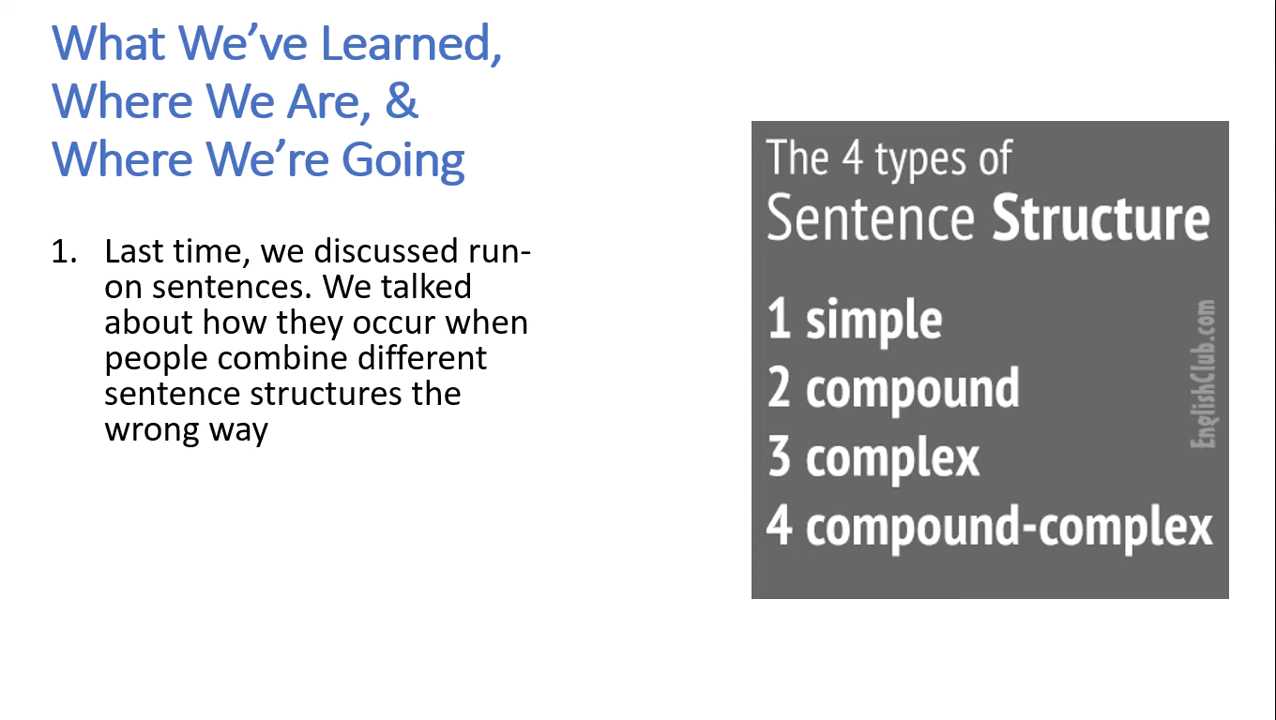 What We’ve Learned,
Where We Are, &
Where We’re Going
1. Last time, we discussed run-
on sentences. We talked
about how they occur when
people combine different
sentence structures the
wrong way
The 4 types of
Sentence Structure
1 simple
2 compound
3 complex
4 compound-complex
EnglishClub.com